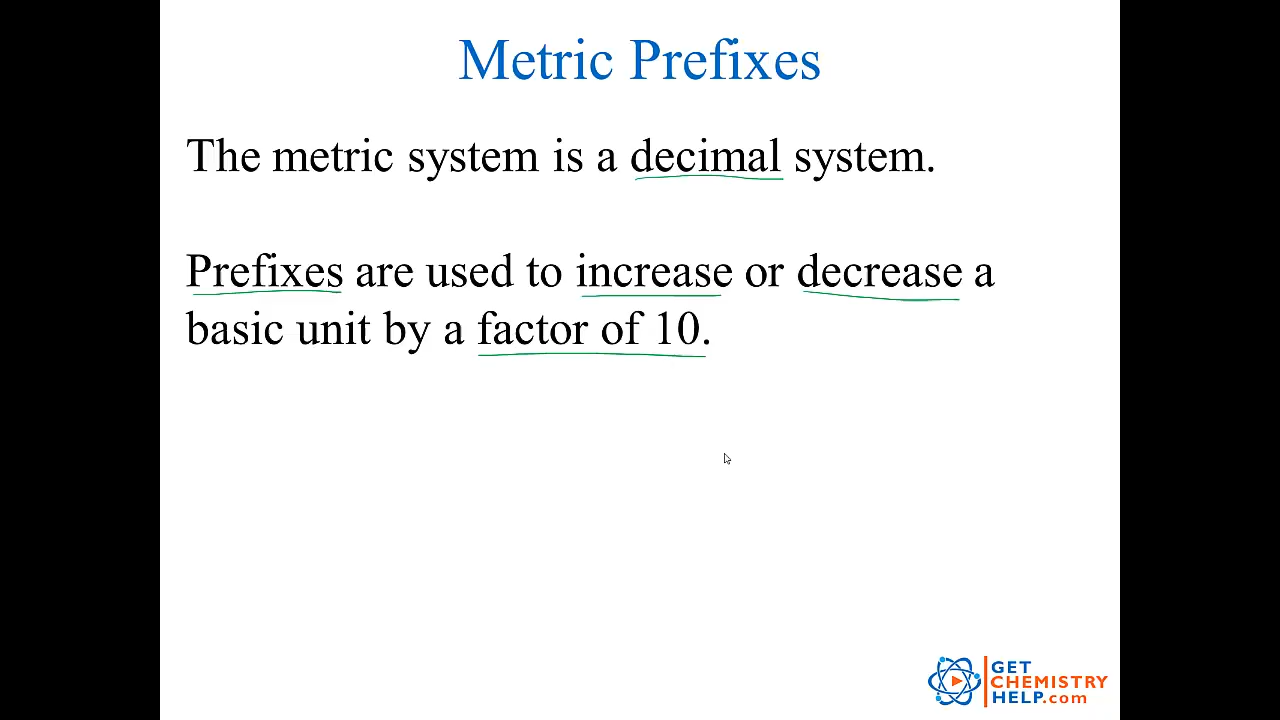 Metric Prefixes
The metric system is a decimal system.
Prefixes are used to increase or decrease a
basic unit by a factor of 10.
GET
CHEMISTRY
HELP.com